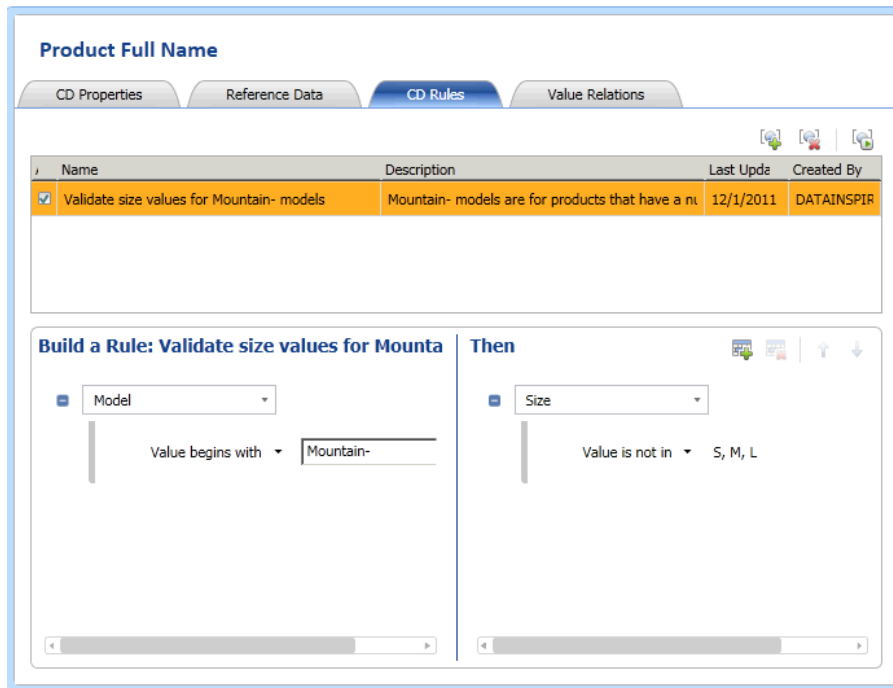 Product Full Name
CD Properties Reference Data CD Rules Value Relations
Name Description Last Upda Created By
Validate size values for Mountain- models Mountain- models are for products that have a nu 12/1/2011 DATAINSPIR
Build a Rule: Validate size values for Mounta Then
Model Size
Value begins with Mountain- Value is not in S, M, L